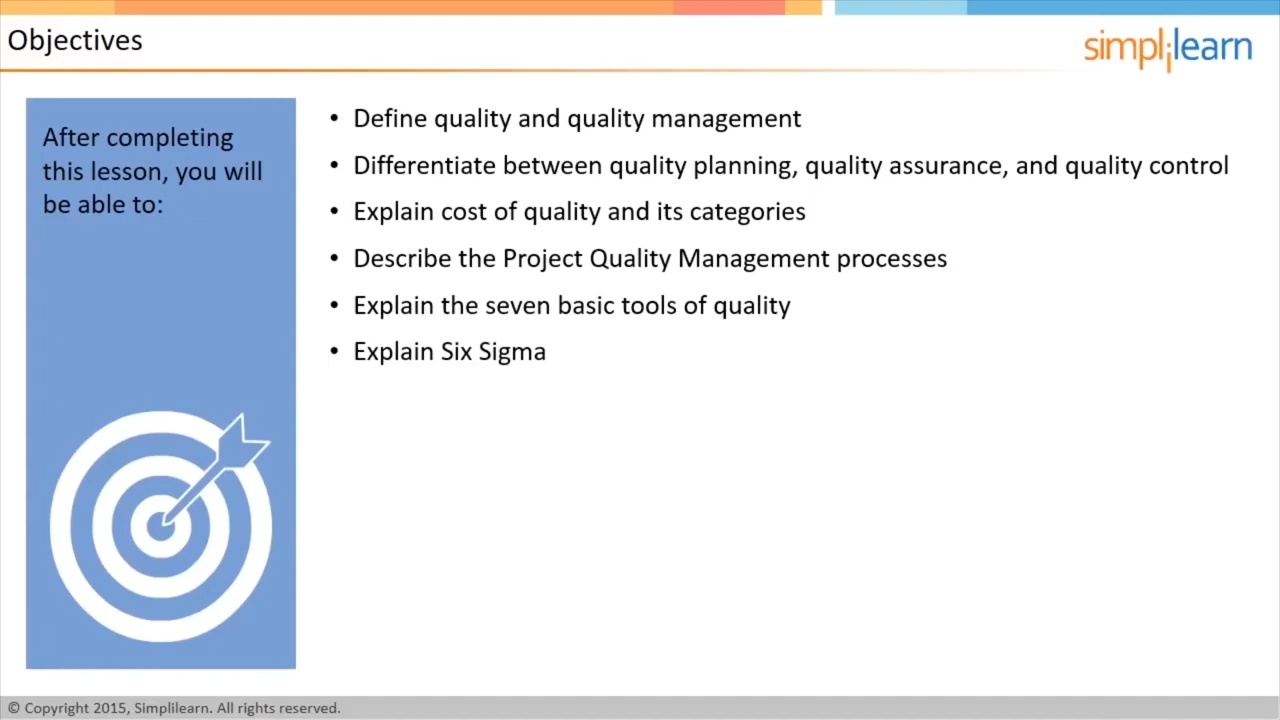 Objectives
simplilearn
After completing
this lesson, you will
be able to:
• Define quality and quality management
• Differentiate between quality planning, quality assurance, and quality control
• Explain cost of quality and its categories
• Describe the Project Quality Management processes
• Explain the seven basic tools of quality
• Explain Six Sigma
© Copyright 2015, Simplilearn. All rights reserved.